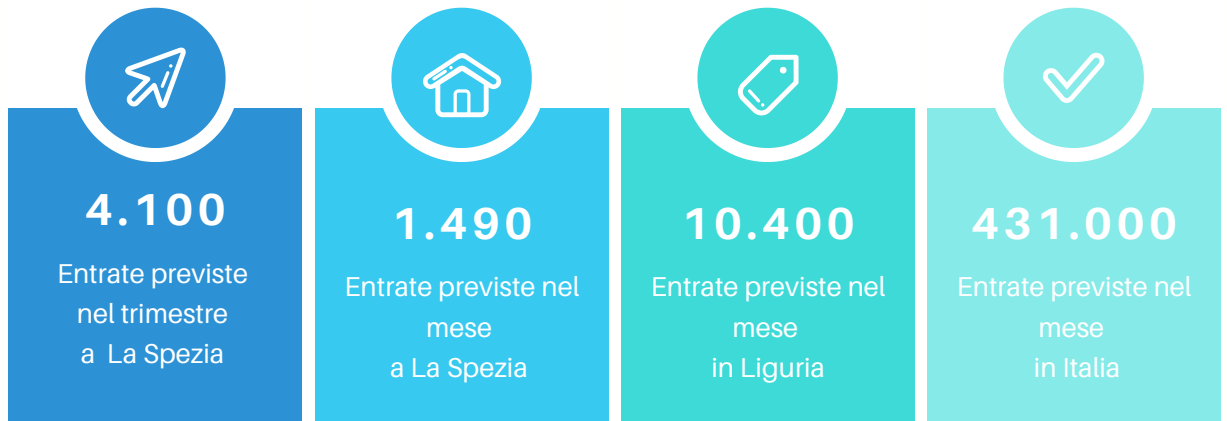 4.100
Entrate previste
nel trimestre
a La Spezia
1.490
Entrate previste nel
mese
a La Spezia
10.400
Entrate previste nel
mese
in Liguria
431.000
Entrate previste nel
mese
in Italia